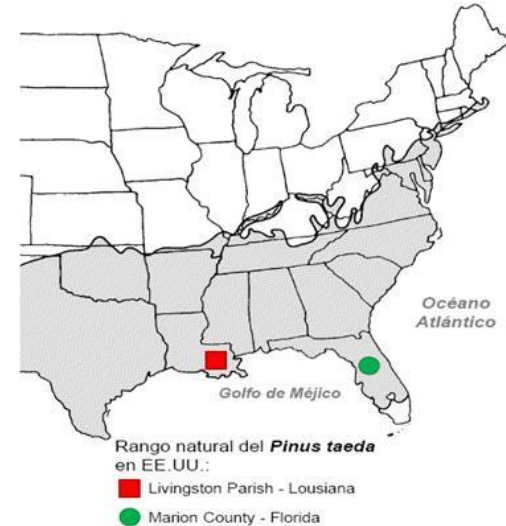 Océano
Atlántico
Golfo de Méjico
Rango natural del Pinus taeda
en EE.UU.:
Livingston Parish - Lousiana
Marion County - Florida